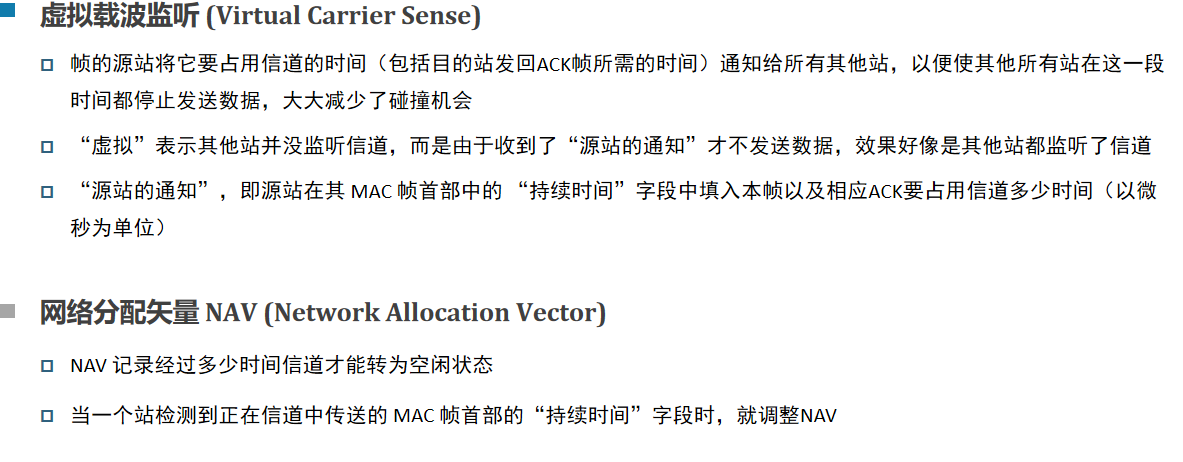 虚拟载波监听 (Virtual Carrier Sense)
帧的源站将它要占用信道的时间（包括目的站发回ACK帧所需的时间）通知给所有其他站，以便使其他所有站在这一段
时间都停止发送数据，大大减少了碰撞机会
“虚拟”表示其他站并没监听信道，而是由于收到了“源站的通知”才不发送数据，效果好像是其他站都监听了信道
“源站的通知”，即源站在其 MAC 帧首部中的 “持续时间”字段中填入本帧以及相应ACK要占用信道多少时间（以微
秒为单位）
网络分配矢量 NAV (Network Allocation Vector)
NAV 记录经过多少时间信道才能转为空闲状态
当一个站检测到正在信道中传送的 MAC 帧首部的“持续时间”字段时，就调整NAV